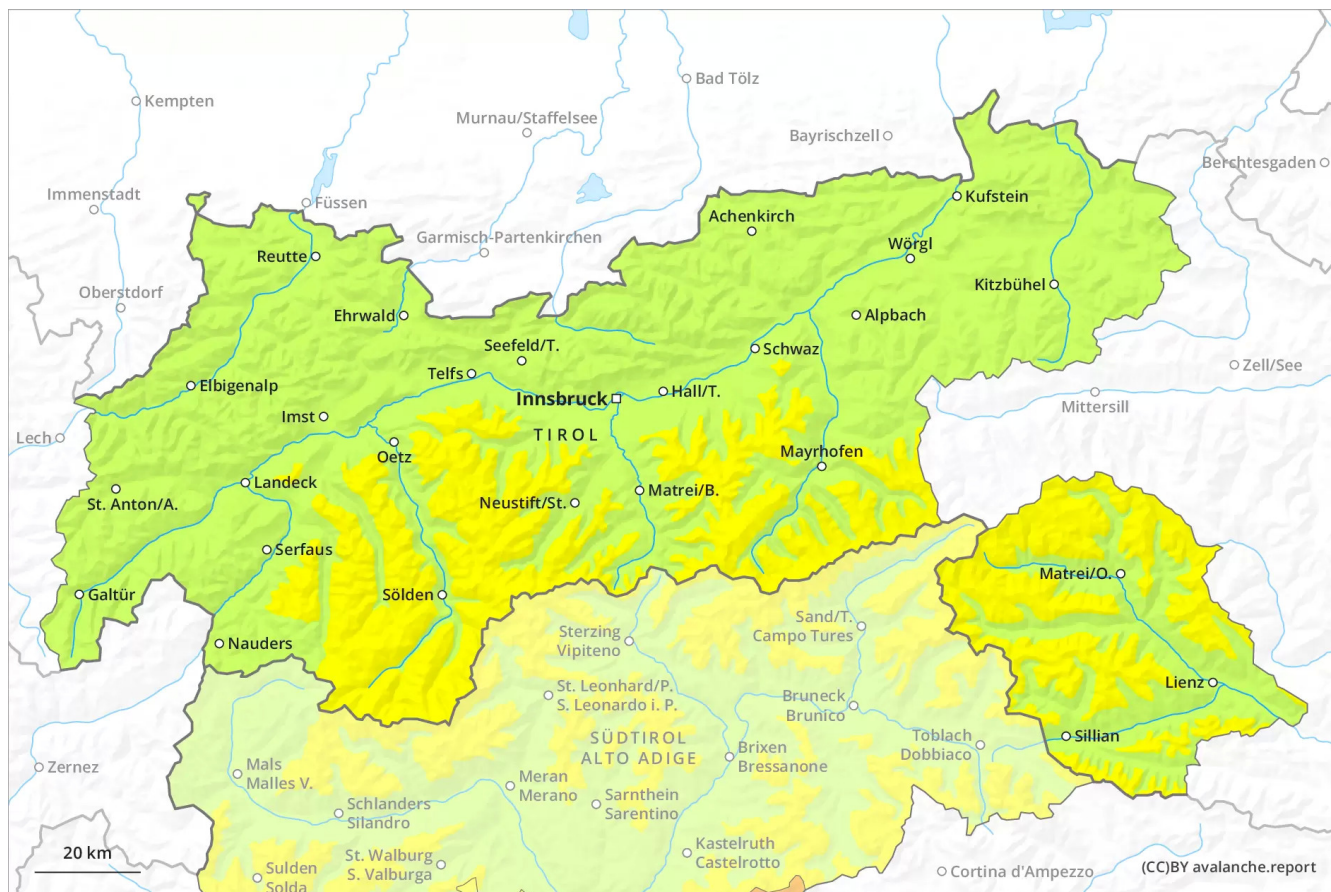 Bad Tölz
Kempten
Murnau/Staffelsee
Bayrischzell
Berchtesgaden
Immenstadt
Füssen
Kufstein
Achenkirch
Garmisch-Partenkirchen
Wörgl
Reutte
Kitzbühel
Oberstdorf
Ehrwald
Alpbach
Seefeld/T.
Schwaz
Zell/See
Telfs
Elbigenalp
Hall/T.
Innsbruck
Mittersill
Imst
Lech
TIROL
Oetz
Mayrhofen
Landeck
Matrei/B.
St. Anton/A.
Neustift/St.
Serfaus
Matrei/O.
Galtür
Sölden
Sand/T.
Campo Tures
Sterzing
Vipiteno
Nauders
Lienz
St. Leonhard/P.
S. Leonardo i. P.
Bruneck
Brunico
SÜDTIROL
ALTO ADIGE
Toblach
Dobbiaco
Sillian
Brixen
Bressanone
Zernez
Mals
Malles V.
Meran
Merano
Schlanders
Silandro
Sarnthein
Sarentino
20 km
St. Walburg
S. Valburga
Kastelruth
Castelrotto
Sulden
Solda
Cortina d'Ampezzo
(CC)BY avalanche.report